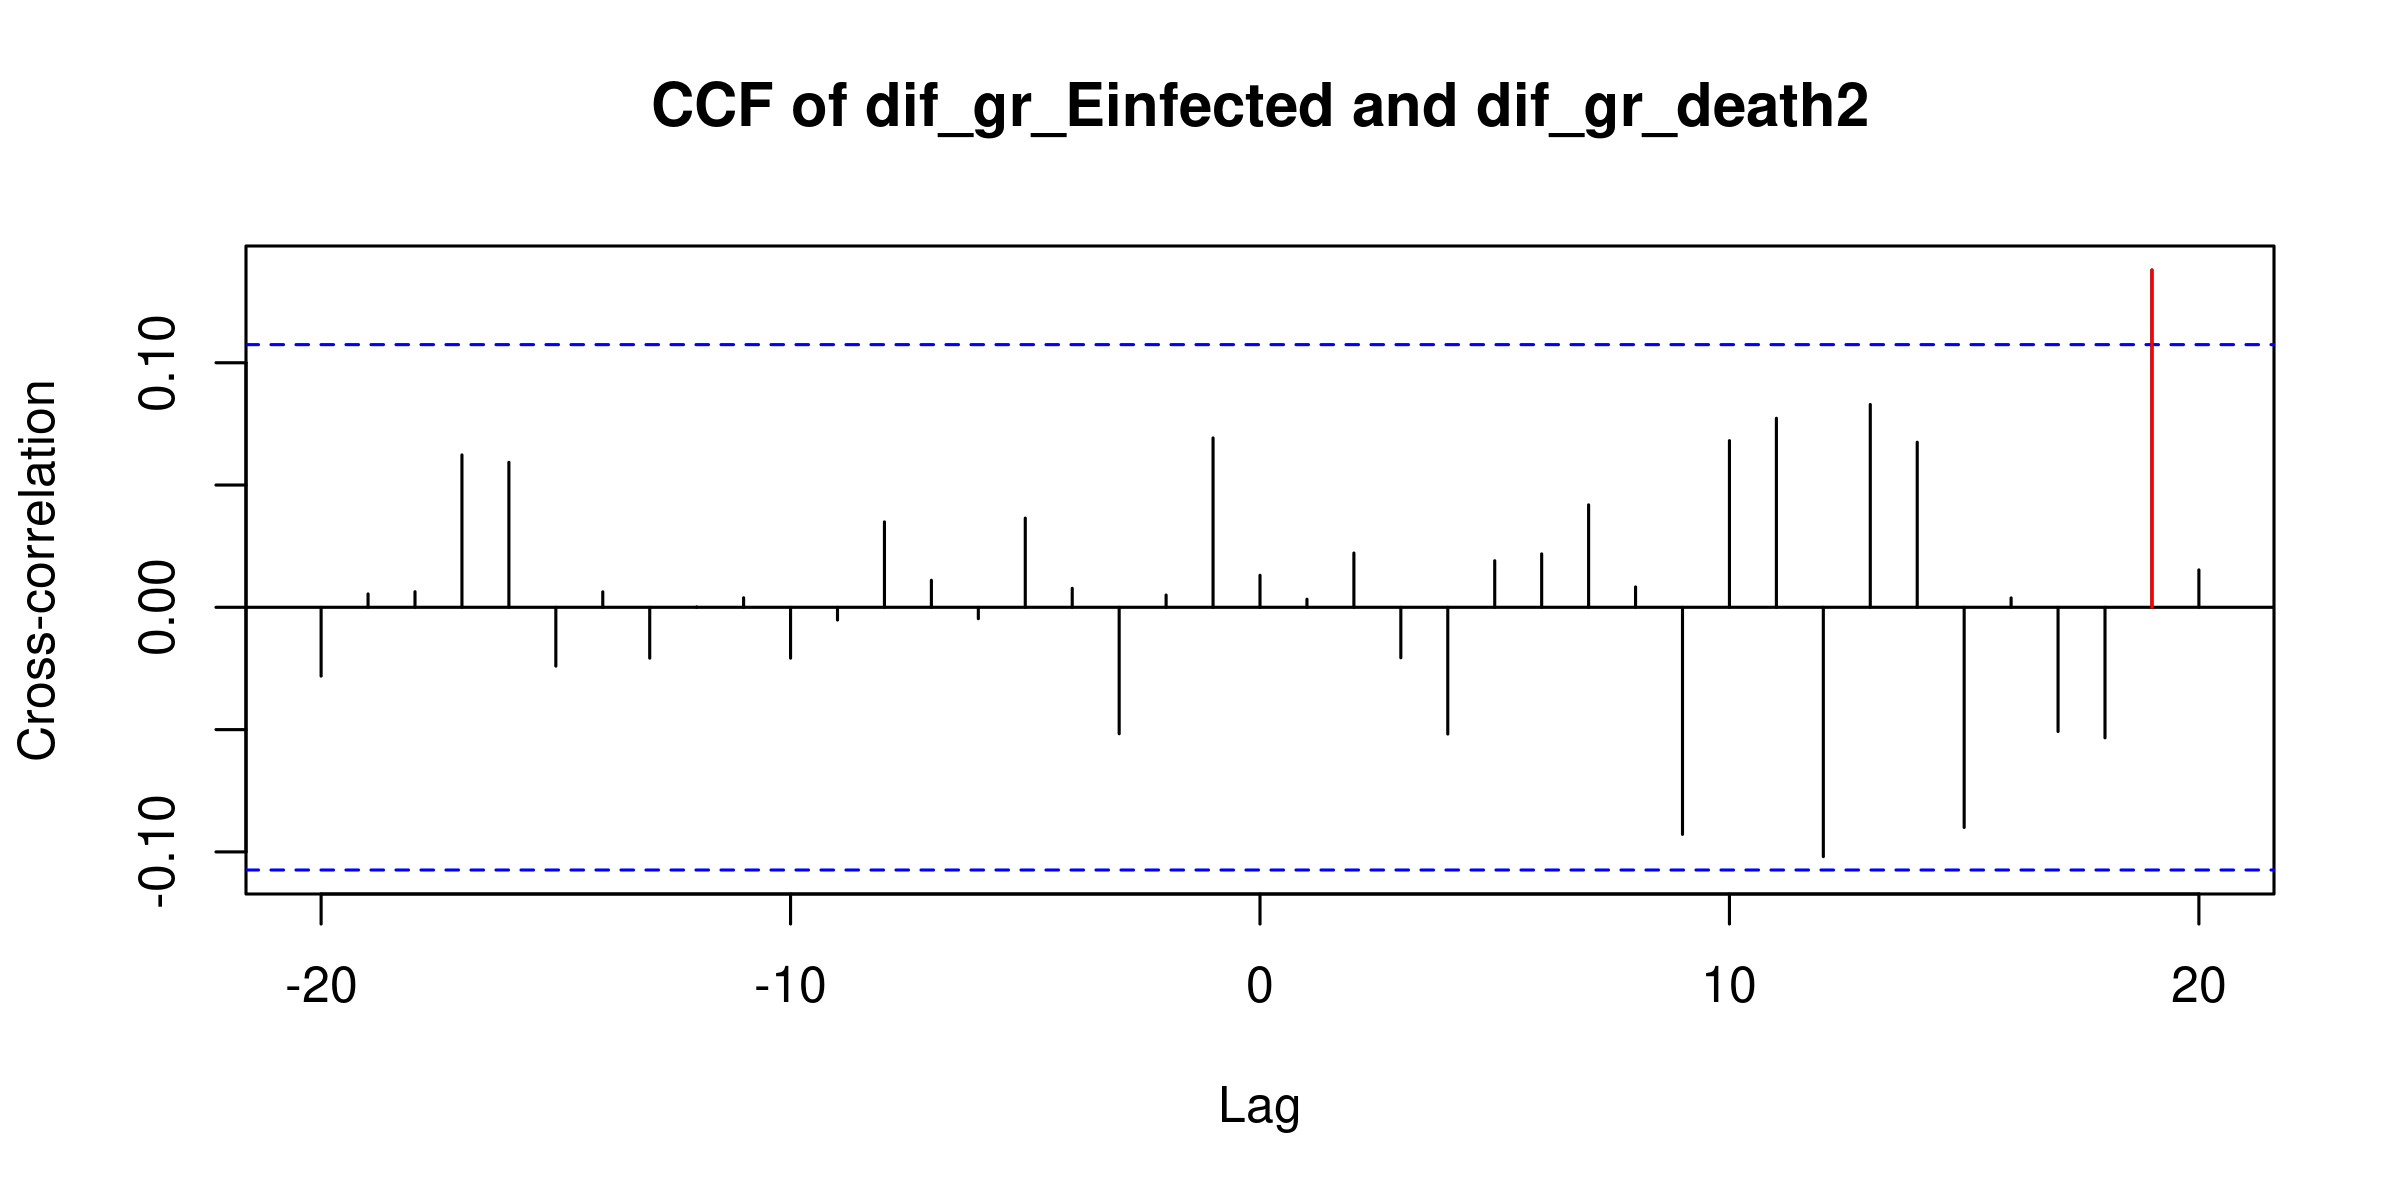 CCF of dif_gr_Einfected and dif_gr_death2
Cross-correlation
0.10
0.00
-0.10
-20 -10 0 10 20
Lag